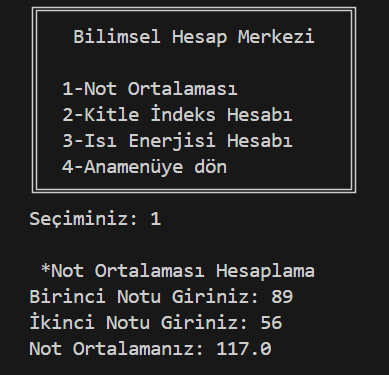 Bilimsel Hesap Merkezi
1-Not Ortalaması
2-Kitle İndeks Hesabı
3-Isı Enerjisi Hesabı
4-Anamenüye dön
Seçiminiz: 1
*Not Ortalaması Hesaplama
Birinci Notu Giriniz: 89
İkinci Notu Giriniz: 56
Not Ortalamanız: 117.0